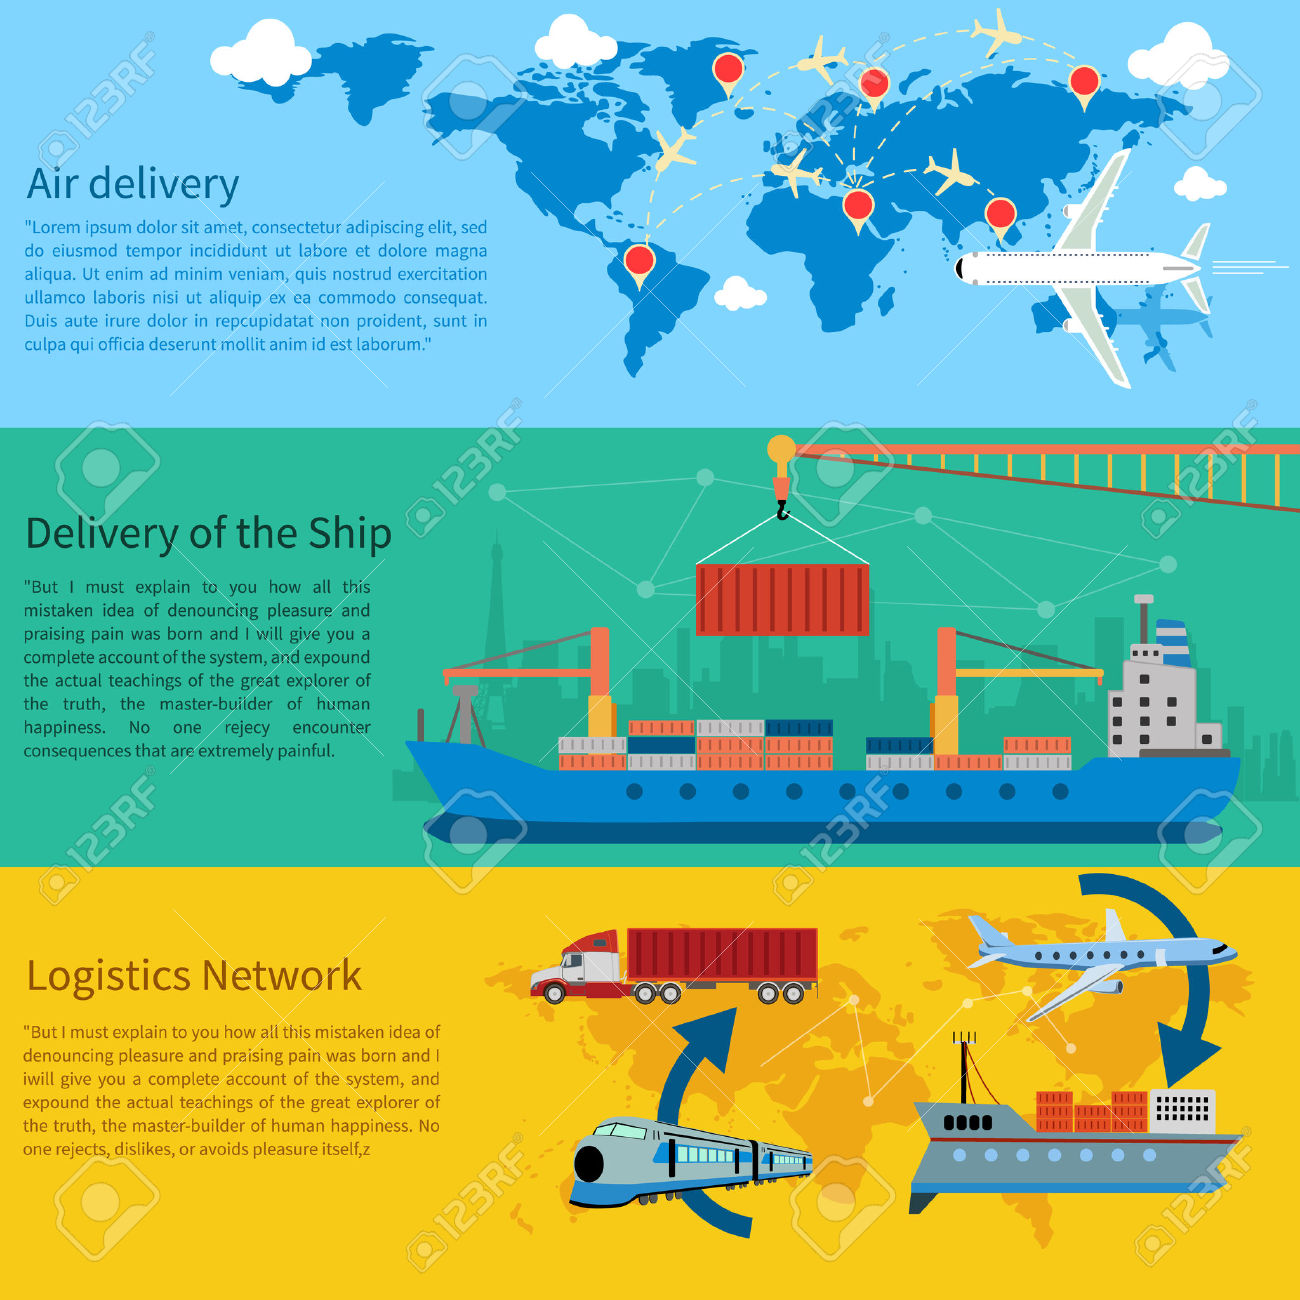 Air delivery
"Lorem ipsum dolor sit amet, consectetur adipiscing elit, sed
do eiusmod tempor incididunt ut labore et dolore magna
aliqua. Ut enim ad minim veniam, quis nostrud exercitation
ullamco laboris nisi ut aliquip ex ea commodo consequat.
Duis aute irure dolor in repcupidatat non proident, sunt in
culpa qui officia deserunt mollit anim id est laborum."
Delivery of the Ship
"But I must explain to you how all this
mistaken idea of denouncing pleasure and
praising pain was born and I will give you a
complete account of the system, and expound
the actual teachings of the great explorer of
the truth, the master-builder of human
happiness. No one rejecy encounter
consequences that are extremely painful.
Logistics Network
"But I must explain to you how all this mistaken idea of
denouncing pleasure and praising pain was born and I
iwill give you a complete account of the system, and
expound the actual teachings of the great explorer of
the truth, the master-builder of human happiness. No
one rejects, dislikes, or avoids pleasure itself,z
123RF